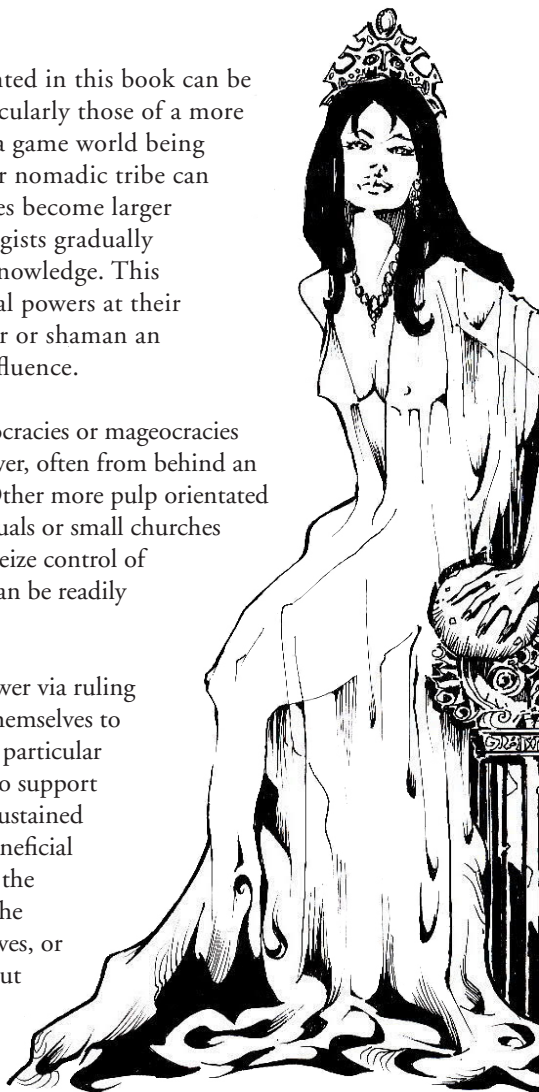 nted in this book can be
cularly those of a more
a game world being
r nomadic tribe can
es become larger
gists gradually
nowledge. This
al powers at their
r or shaman an
fluence.
ocracies or mageocracies
ver, often from behind an
Other more pulp orientated
uals or small churches
eize control of
an be readily
wer via ruling
hemselves to
particular
o support
ustained
neficial
the
he
ves, or
ut